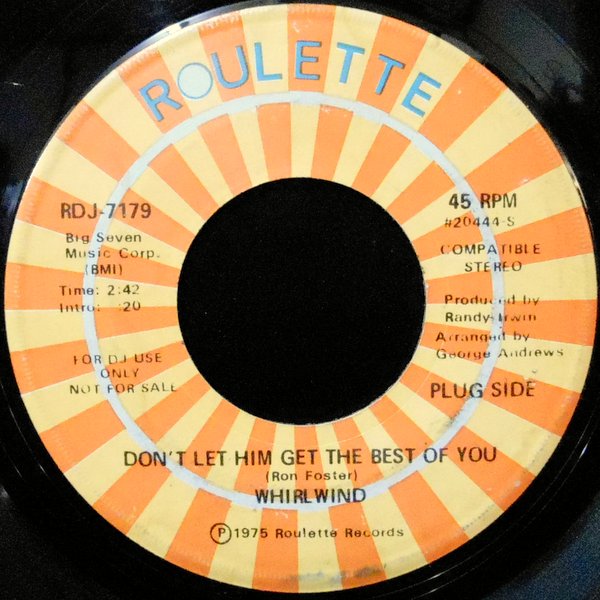 ROULETTE
RDJ-7179
Big Seven
Music Corp.
(BMI)
Time: 2:42
Intro: :20
FOR DJ USE
ONLY
NOT FOR SALE
45 RPM
#20444-S
COMPATIBLE
STEREO
Produced by
Randy Irwin
Arranged by
George Andrews
PLUG SIDE
DON'T LET HIM GET THE BEST OF YOU
(Ron Foster)
WHIRLWIND
Ⓟ1975 Roulette Records